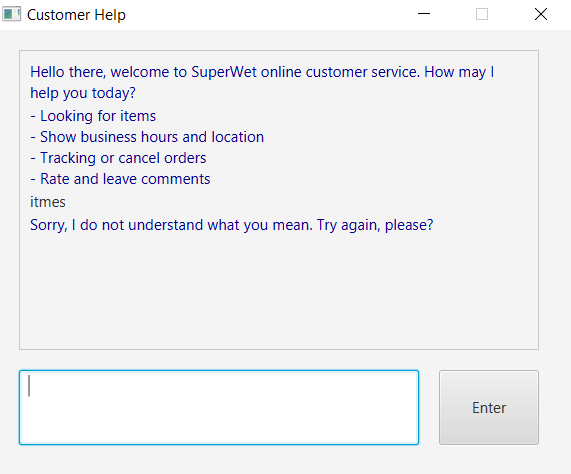 Customer Help
Hello there, welcome to SuperWet online customer service. How may I
help you today?
- Looking for items
- Show business hours and location
- Tracking or cancel orders
- Rate and leave comments
itmes
Sorry, I do not understand what you mean. Try again, please?
Enter